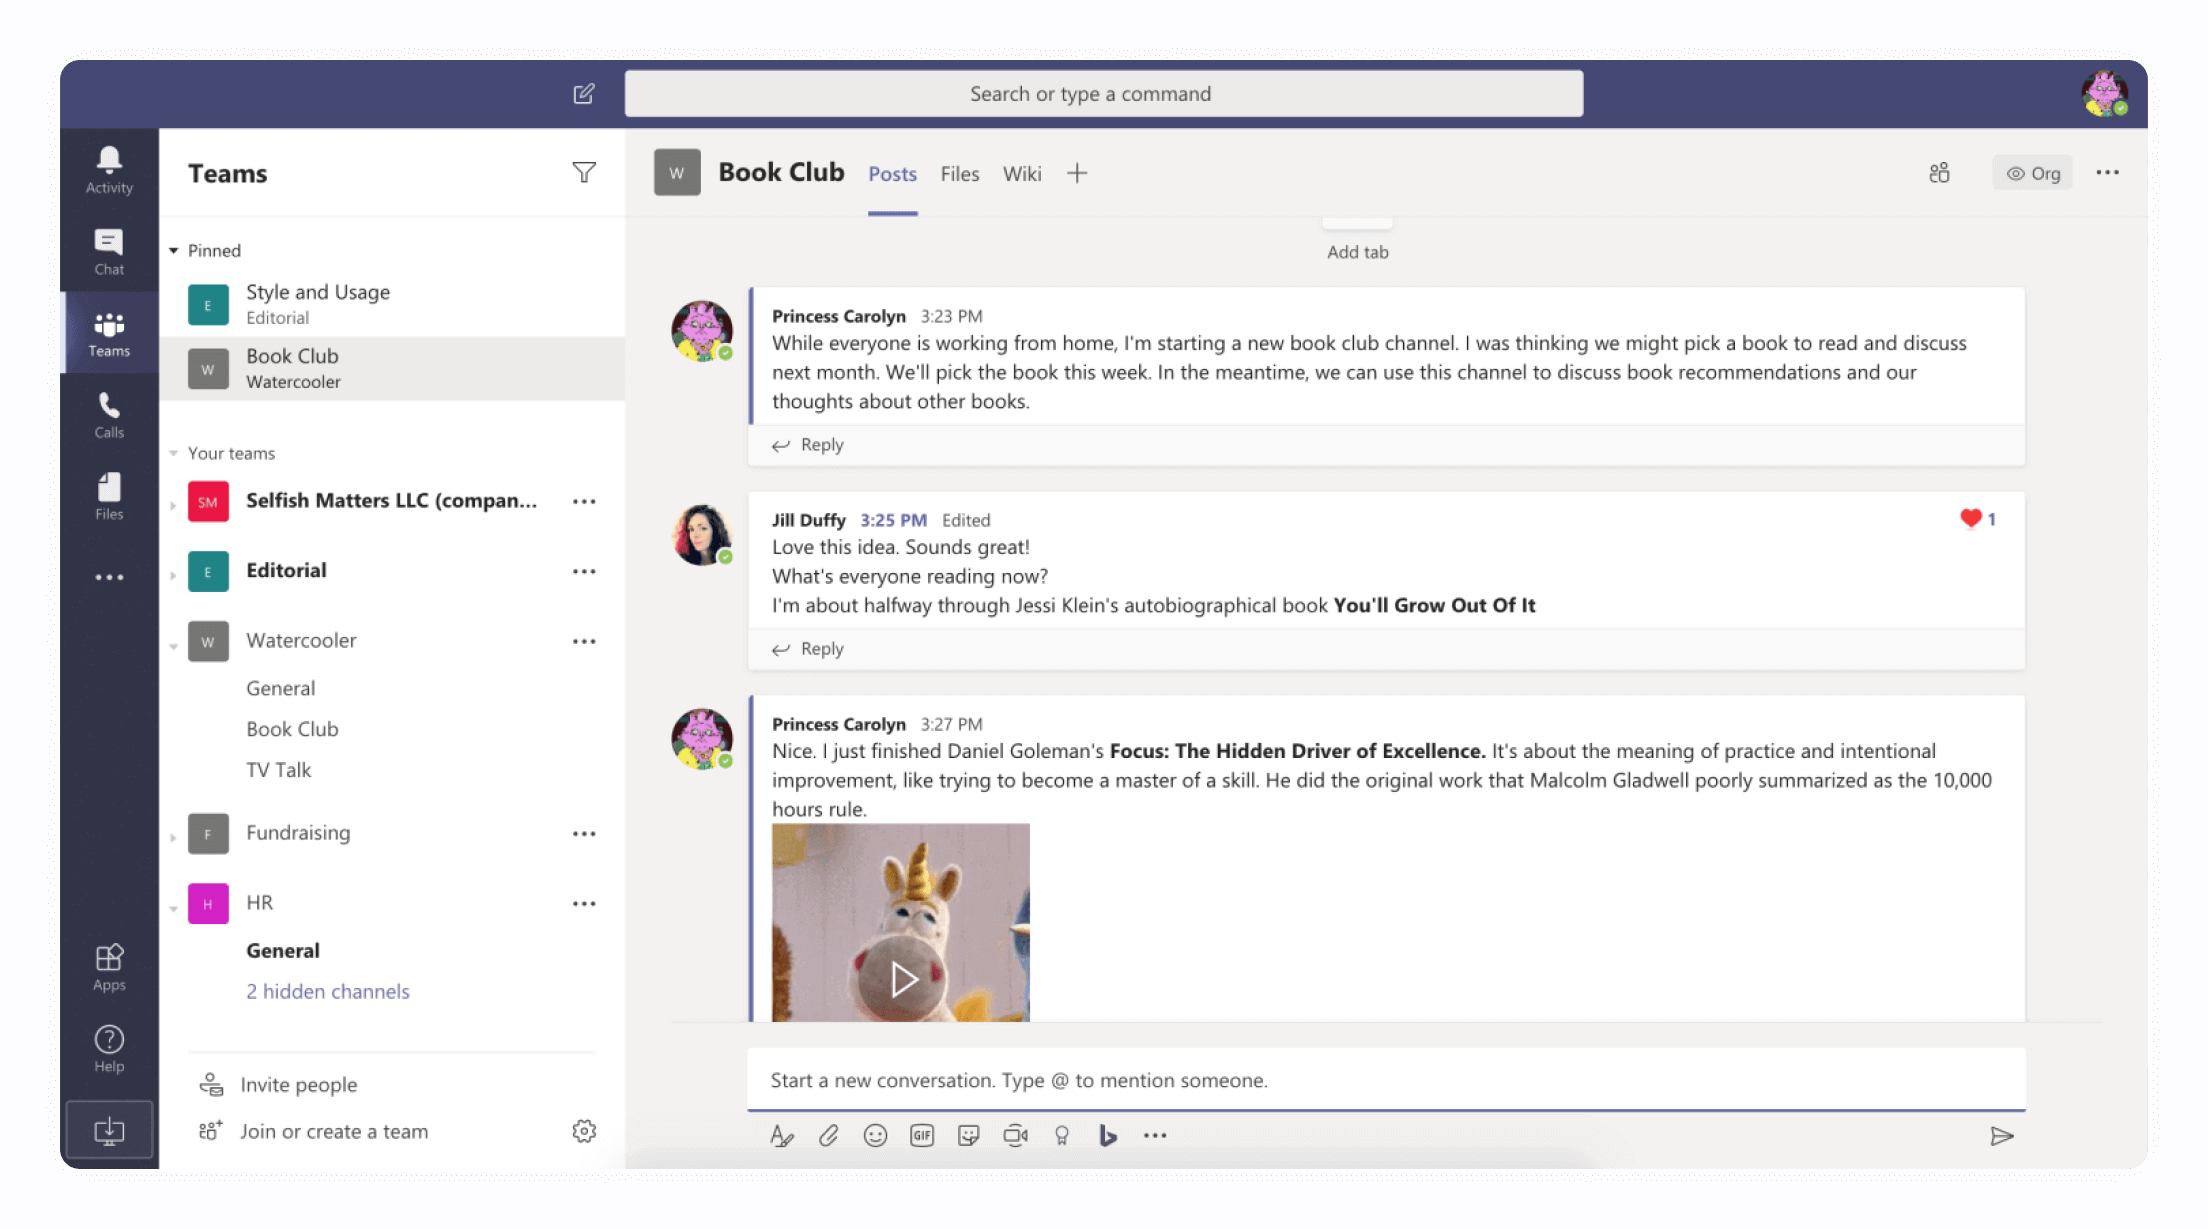 Search or type a command
Activity
Chat
Teams
Calls
Files
Apps
Help
Teams
Pinned
E
Style and Usage
Editorial
W
Book Club
Watercooler
Your teams
SM
Selfish Matters LLC (compan...
E
Editorial
W
Watercooler
General
Book Club
TV Talk
F
Fundraising
H
HR
General
2 hidden channels
Invite people
Join or create a team
W
Book Club
Posts
Files
Wiki
Org
Add tab
Princess Carolyn 3:23 PM
While everyone is working from home, I'm starting a new book club channel. I was thinking we might pick a book to read and discuss
next month. We'll pick the book this week. In the meantime, we can use this channel to discuss book recommendations and our
thoughts about other books.
Reply
Jill Duffy 3:25 PM Edited
1
Love this idea. Sounds great!
What's everyone reading now?
I'm about halfway through Jessi Klein's autobiographical book You'll Grow Out Of It
Reply
Princess Carolyn 3:27 PM
Nice. I just finished Daniel Goleman's Focus: The Hidden Driver of Excellence. It's about the meaning of practice and intentional
improvement, like trying to become a master of a skill. He did the original work that Malcolm Gladwell poorly summarized as the 10,000
hours rule.
Start a new conversation. Type @ to mention someone.
GIF